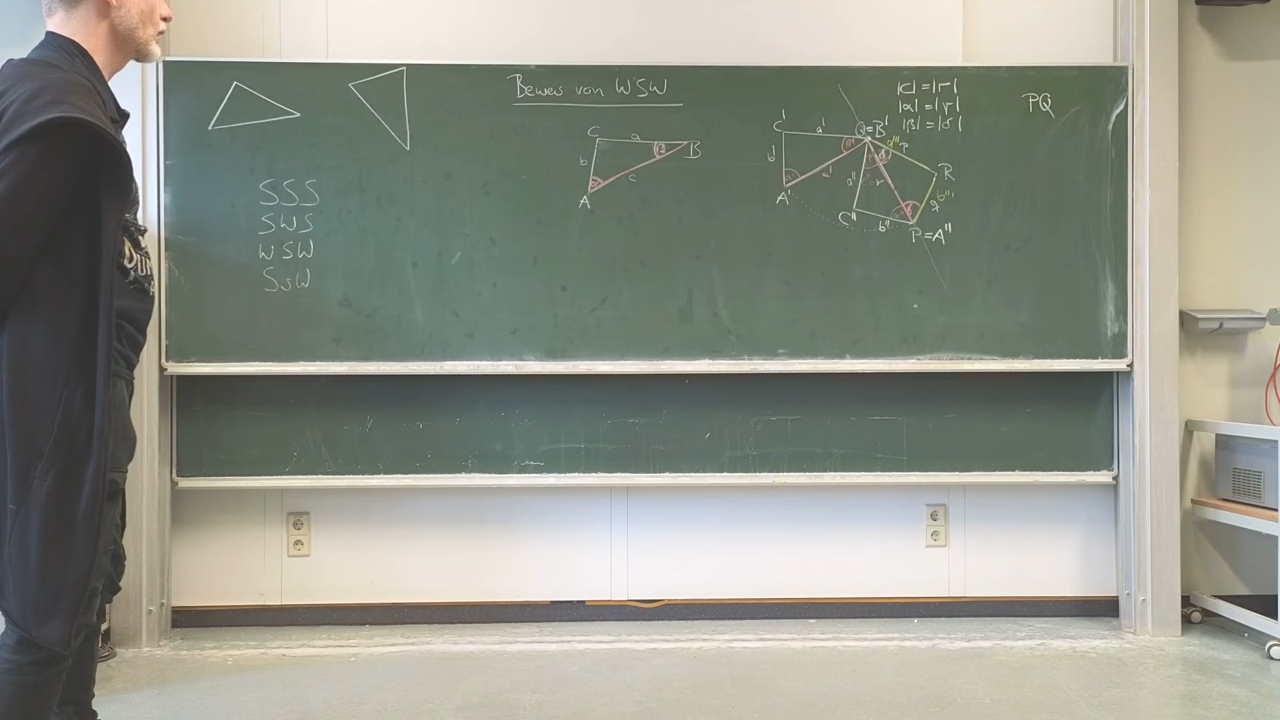 Beweis von WSW
SSS
SWS
WSW
SsW
C a B
b c
A
C' a' Q=B'
b' c'
A'
a'' r
C'' b'' P=A''
a''' p
R
b''' q
|c|=|r|
|α|=|γ|
|β|=|δ|
PQ